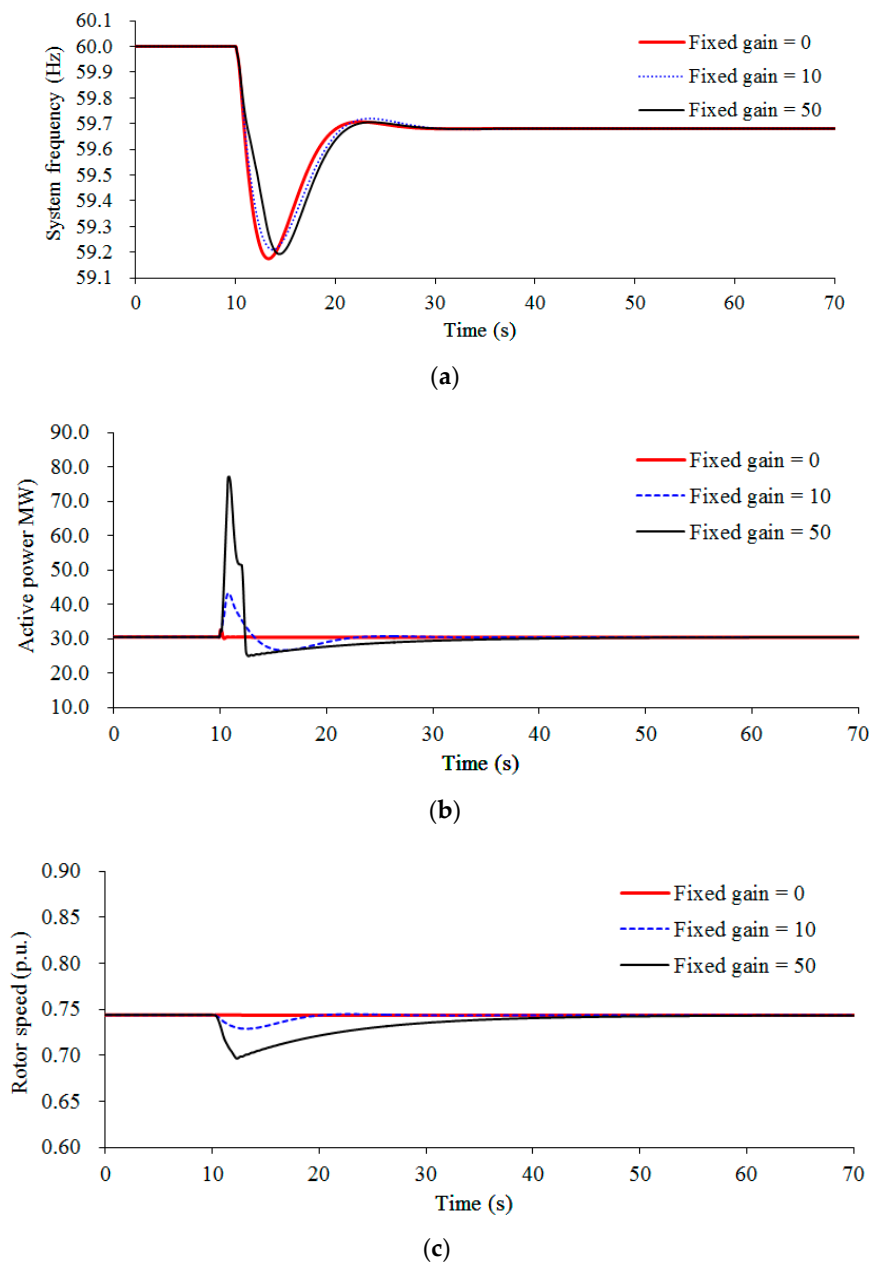 60.1
60.0
59.9
59.8
59.7
59.6
59.5
59.4
59.3
59.2
59.1
System frequency (Hz)
Fixed gain = 0
Fixed gain = 10
Fixed gain = 50
0 10 20 30 40 50 60 70
Time (s)
(a)
90.0
80.0
70.0
60.0
50.0
40.0
30.0
20.0
10.0
Active power MW
Fixed gain = 0
Fixed gain = 10
Fixed gain = 50
0 10 20 30 40 50 60 70
Time (s)
(b)
0.90
0.85
0.80
0.75
0.70
0.65
0.60
Rotor speed (p.u.)
Fixed gain = 0
Fixed gain = 10
Fixed gain = 50
0 10 20 30 40 50 60 70
Time (s)
(c)